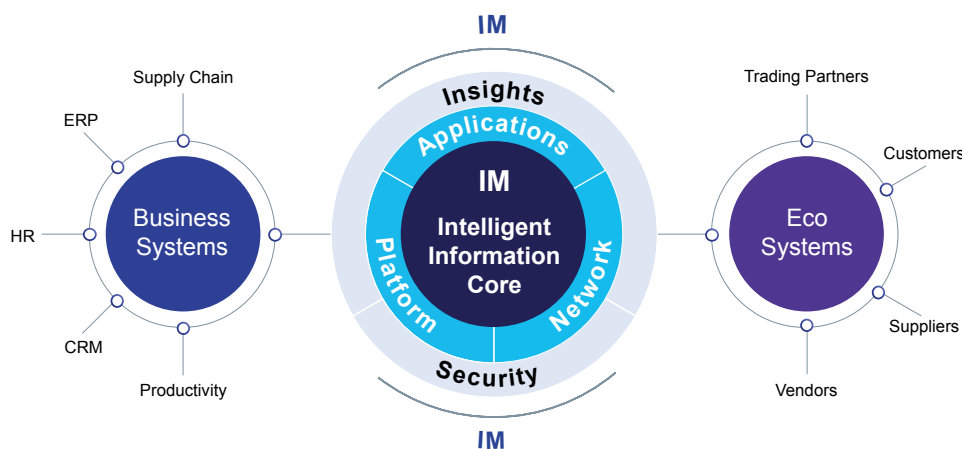 IM
Supply Chain
ERP
HR
CRM
Productivity
Business
Systems
Insights
Applications
Platform
Network
Security
IM
Intelligent
Information
Core
Trading Partners
Customers
Suppliers
Vendors
Eco
Systems
IM